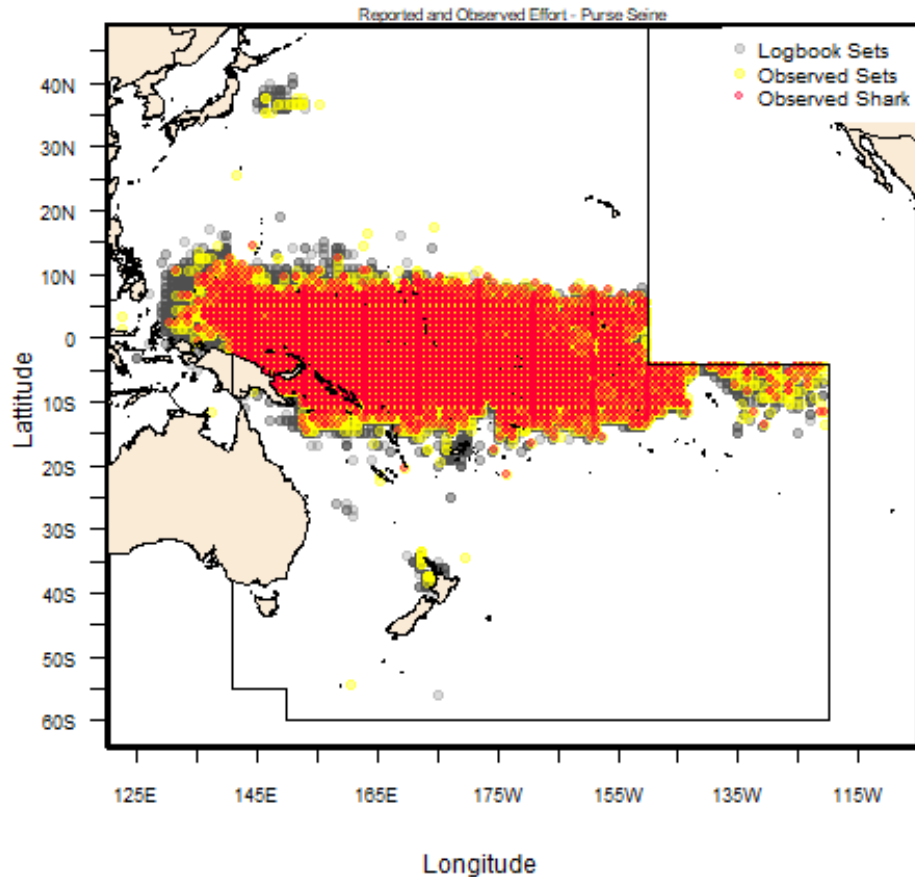 Reported and Observed Effort - Purse Seine
Logbook Sets
Observed Sets
Observed Shark
40N
30N
20N
10N
0
10S
20S
30S
40S
50S
60S
Lattitude
125E 145E 165E 175W 155W 135W 115W
Longitude